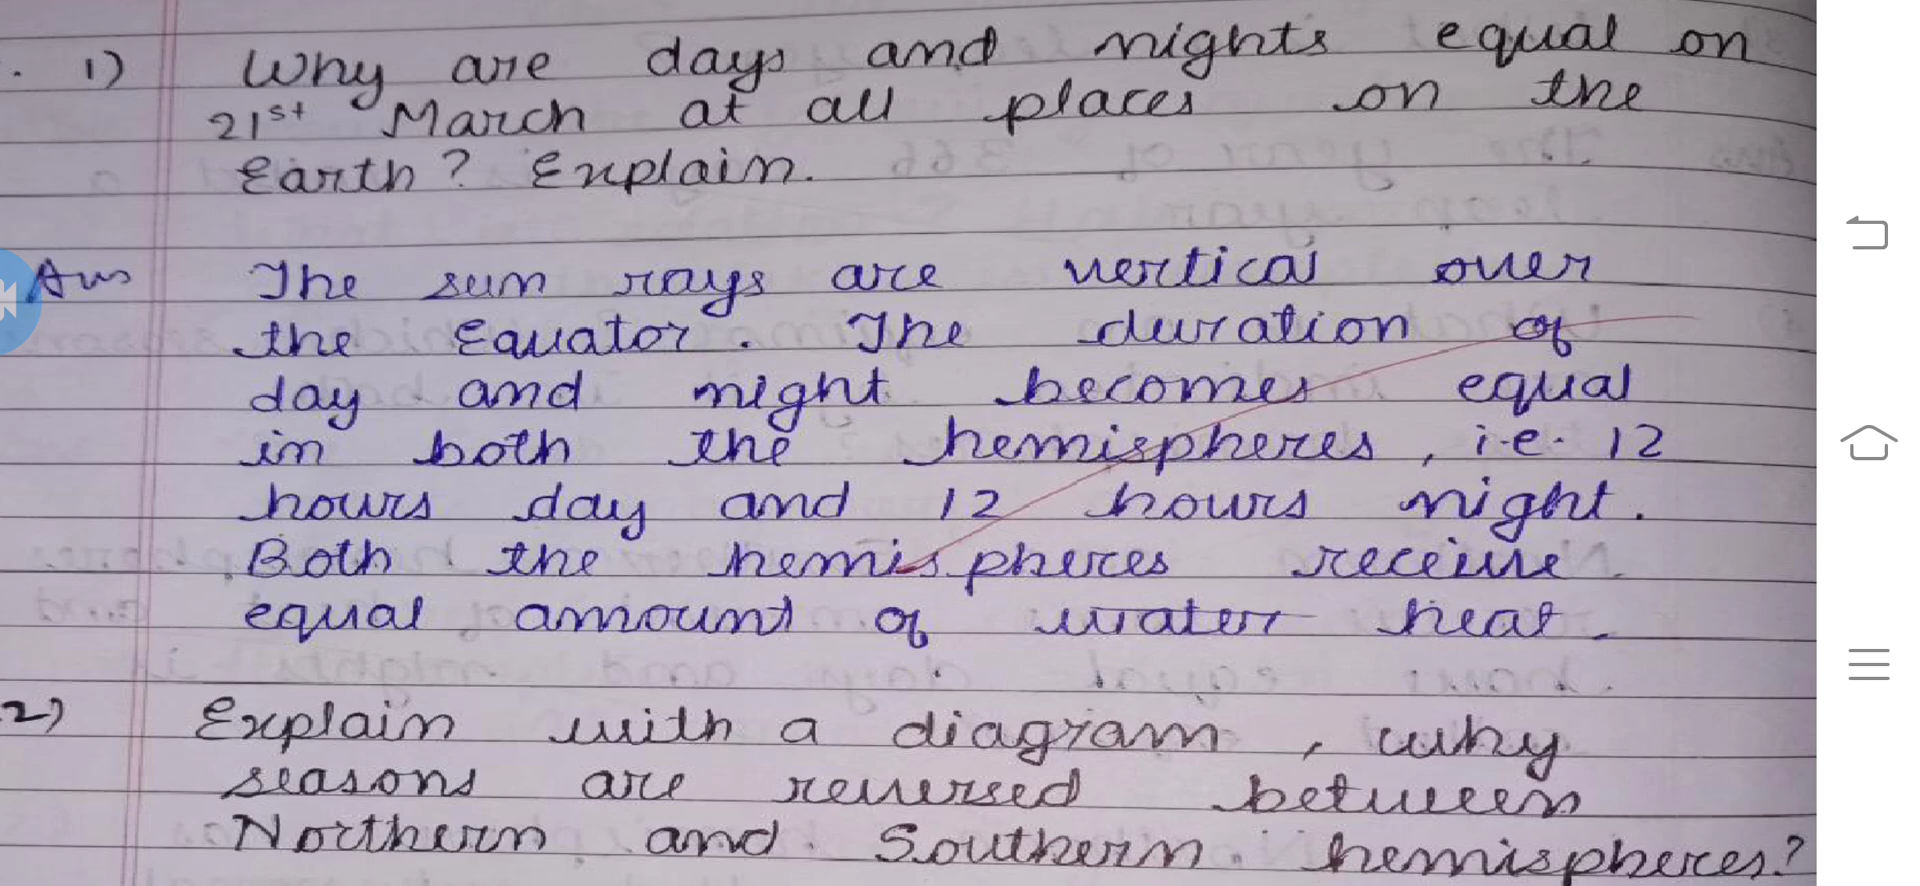 1) Why are days and nights equal on
21st March at all places on the
Earth? Explain.
Ans The sun rays are vertical over
the Equator. The duration of
day and night becomes equal
in both the hemispheres, i.e. 12
hours day and 12 hours night.
Both the hemispheres receive
equal amount of water heat.
2) Explain with a diagram, why
seasons are reversed between
Northern and Southern hemispheres?